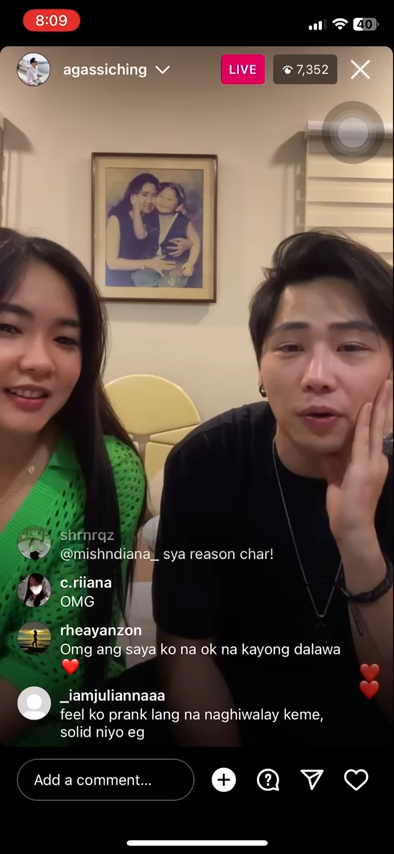 8:09
40
agassiching
LIVE
7,352
shrnrqz
@mishndiana_ sya reason char!
c.riiana
OMG
rheayanzon
Omg ang saya ko na ok na kayong dalawa
❤️
_iamjuliannaaa
feel ko prank lang na naghiwalay keme,
solid niyo eg
Add a comment...